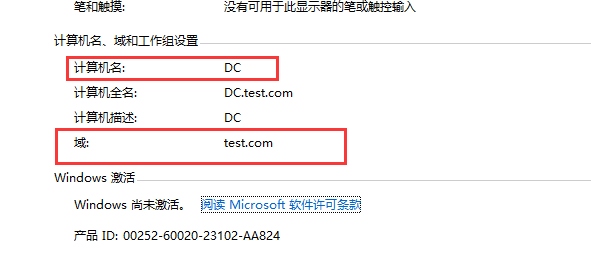 笔和触摸: 没有可用于此显示器的笔或触控输入
计算机名、域和工作组设置
计算机名: DC
计算机全名: DC.test.com
计算机描述: DC
域: test.com
Windows 激活
Windows 尚未激活。 阅读 Microsoft 软件许可条款
产品 ID: 00252-60020-23102-AA824